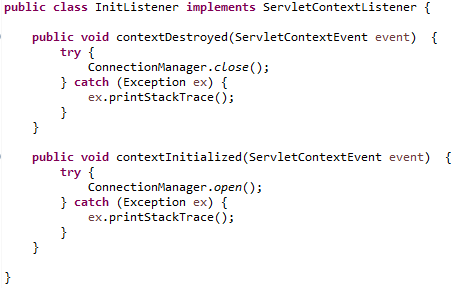 public class InitListener implements ServletContextListener {
public void contextDestroyed(ServletContextEvent event)  {
try {
ConnectionManager.close();
} catch (Exception ex) {
ex.printStackTrace();
}
}
public void contextInitialized(ServletContextEvent event)  {
try {
ConnectionManager.open();
} catch (Exception ex) {
ex.printStackTrace();
}
}
}